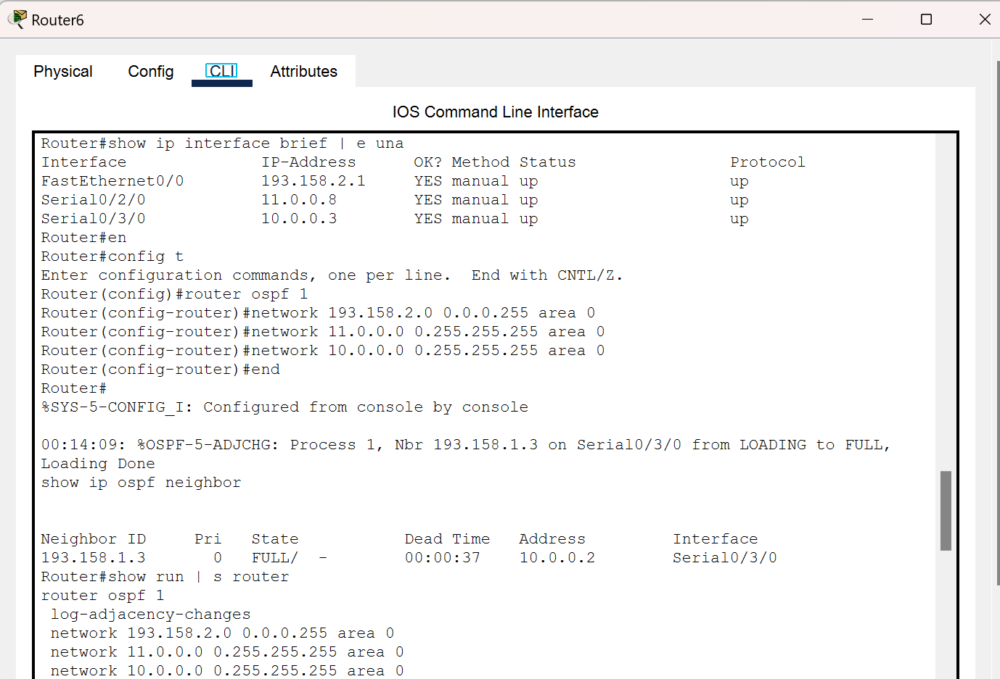 Router6
Physical Config CLI Attributes
IOS Command Line Interface
Router#show ip interface brief | e una
Interface IP-Address OK? Method Status Protocol
FastEthernet0/0 193.158.2.1 YES manual up up
Serial0/2/0 11.0.0.8 YES manual up up
Serial0/3/0 10.0.0.3 YES manual up up
Router#en
Router#config t
Enter configuration commands, one per line. End with CNTL/Z.
Router(config)#router ospf 1
Router(config-router)#network 193.158.2.0 0.0.0.255 area 0
Router(config-router)#network 11.0.0.0 0.255.255.255 area 0
Router(config-router)#network 10.0.0.0 0.255.255.255 area 0
Router(config-router)#end
Router#
%SYS-5-CONFIG_I: Configured from console by console
00:14:09: %OSPF-5-ADJCHG: Process 1, Nbr 193.158.1.3 on Serial0/3/0 from LOADING to FULL,
Loading Done
show ip ospf neighbor
Neighbor ID Pri State Dead Time Address Interface
193.158.1.3 0 FULL/ - 00:00:37 10.0.0.2 Serial0/3/0
Router#show run | s router
router ospf 1
log-adjacency-changes
network 193.158.2.0 0.0.0.255 area 0
network 11.0.0.0 0.255.255.255 area 0
network 10.0.0.0 0.255.255.255 area 0